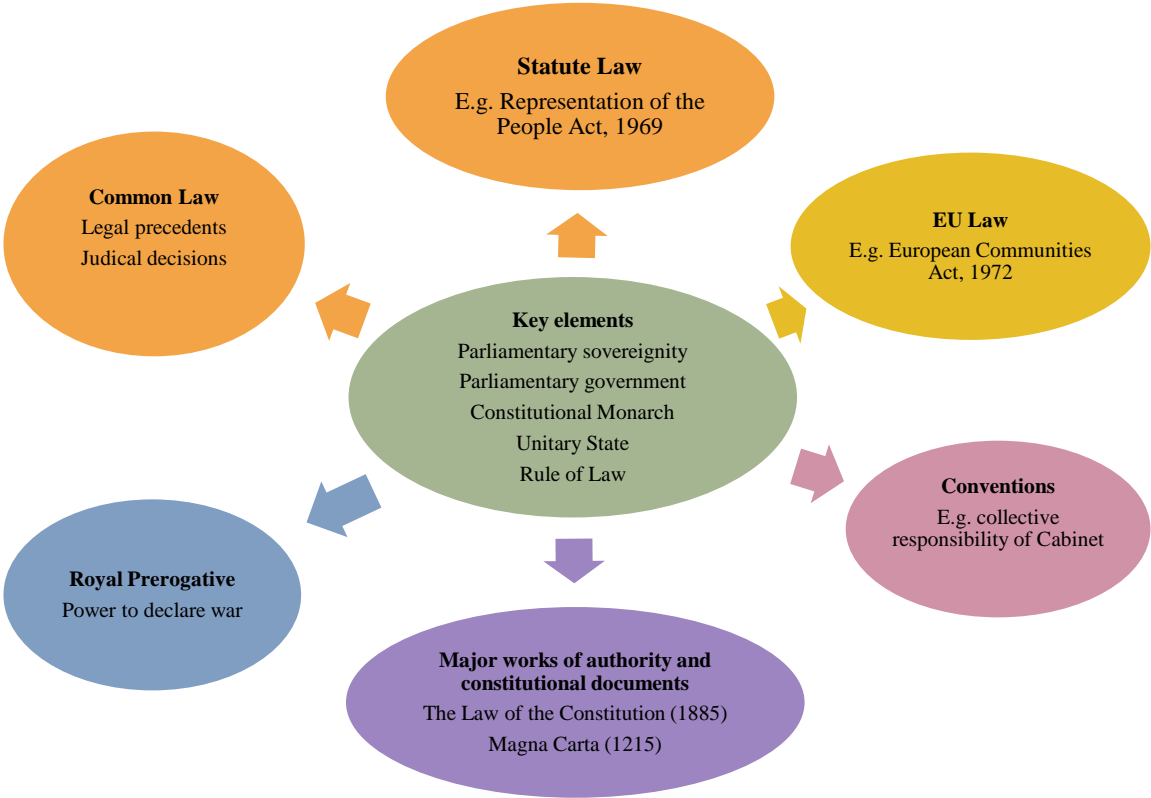 Statute Law
E.g. Representation of the
People Act, 1969
Common Law
Legal precedents
Judical decisions
EU Law
E.g. European Communities
Act, 1972
Key elements
Parliamentary sovereignity
Parliamentary government
Constitutional Monarch
Unitary State
Rule of Law
Conventions
E.g. collective
responsibility of Cabinet
Royal Prerogative
Power to declare war
Major works of authority and
constitutional documents
The Law of the Constitution (1885)
Magna Carta (1215)